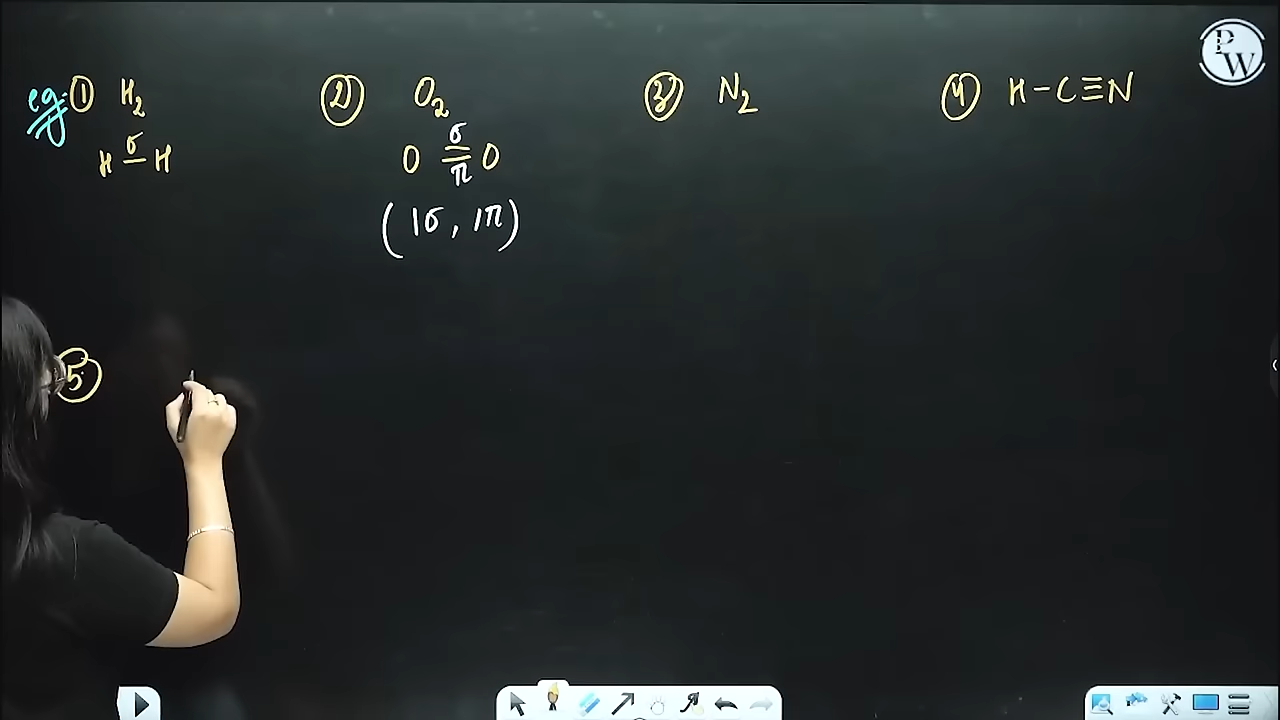 eg: ① H₂
H σ— H
② O₂
O σ=π O
(1σ, 1π)
③ N₂
④ H-C≡N
⑤
PW